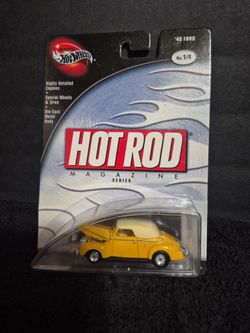 Hot Wheels
'40 FORD
No. 1/4
Highly Detailed
Engines
+
Special Wheels
& Tires
+
Die-Cast
Metal
Body
HOT ROD
MAGAZINE
SERIES